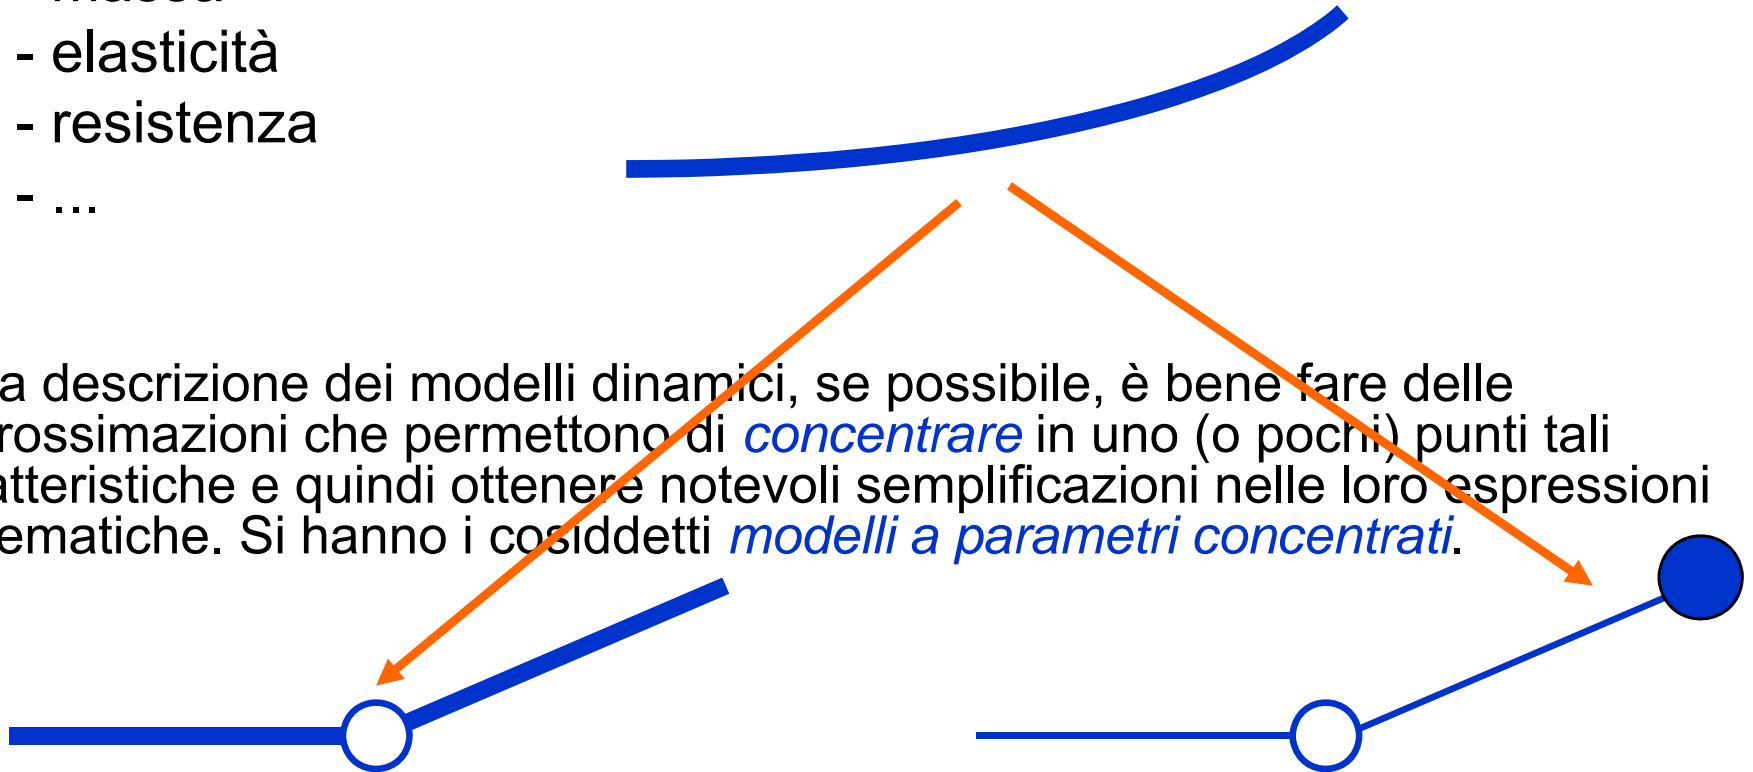 - elasticità
- resistenza
- ...
a descrizione dei modelli dinamici, se possibile, è bene fare delle
rossimazioni che permettono di concentrare in uno (o pochi) punti tali
atteristiche e quindi ottenere notevoli semplificazioni nelle loro espressioni
ematiche. Si hanno i cosiddetti modelli a parametri concentrati.